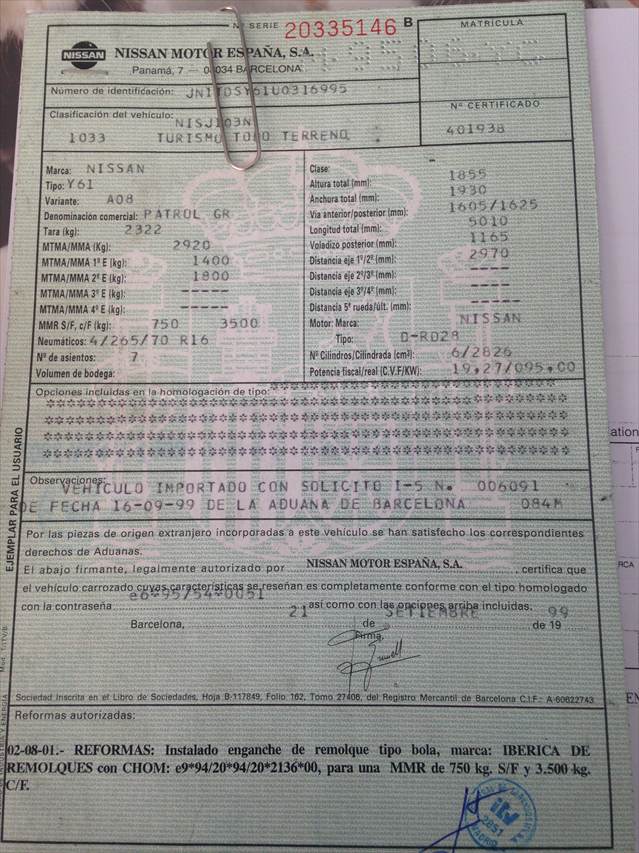 Nº SERIE 20335146 B
MATRÍCULA
NISSAN
NISSAN MOTOR ESPAÑA, S.A.
Panamá, 7 — 08034 BARCELONA
Número de identificación: JN1TDSY61U0316995
Clasificación del vehículo: NISJ103N
1033 TURISMO TODO TERRENO
Nº CERTIFICADO
401938
Marca: NISSAN
Tipo: Y61
Variante: A08
Denominación comercial: PATROL GR
Tara (kg): 2322
MTMA/MMA (Kg): 2920
MTMA/MMA 1º E (kg): 1400
MTMA/MMA 2º E (kg): 1800
MTMA/MMA 3º E (kg): -----
MTMA/MMA 4º E (kg): -----
MMR S/F, c/F (kg): 750 3500
Neumáticos: 4/265/70 R16
Nº de asientos: 7
Volumen de bodega:
Clase: -
Altura total (mm): 1855
Anchura total (mm): 1930
Via anterior/posterior (mm): 1605/1625
Longitud total (mm): 5010
Voladizo posterior (mm): 1165
Distancia eje 1º/2º (mm): 2970
Distancia eje 2º/3º (mm): ----
Distancia eje 3º/4º (mm): ----
Distancia 5ª rueda/últ. (mm): ----
Motor: Marca: NISSAN
Tipo: D-RD28
Nº Cilindros/Cilindrada (cm³): 6/2826
Potencia fiscal/real (C.V.F/KW): 19,27/095,00
Opciones incluidas en la homologación de tipo:
Observaciones:
VEHICULO IMPORTADO CON SOLICITO I-5 N. 006091
DE FECHA 16-09-99 DE LA ADUANA DE BARCELONA 084M
Por las piezas de origen extranjero incorporadas a este vehículo se han satisfecho los correspondientes
derechos de Aduanas.
El abajo firmante, legalmente autorizado por NISSAN MOTOR ESPAÑA, S.A. certifica que
el vehículo carrozado cuyas características se reseñan es completamente conforme con el tipo homologado
con la contraseña e6*95/54*0051 así como con las opciones arriba incluidas.
Barcelona, 21 de SETIEMBRE de 19 99
Firma,
Sociedad Inscrita en el Libro de Sociedades, Hoja B-117849, Folio 162, Tomo 27406, del Registro Mercantil de Barcelona C.I.F.: A-60622743
Reformas autorizadas:
02-08-01.- REFORMAS: Instalado enganche de remolque tipo bola, marca: IBERICA DE
REMOLQUES con CHOM: e9*94/20*94/20*2136*00, para una MMR de 750 kg. S/F y 3.500 kg.
C/F.
EJEMPLAR PARA EL USUARIO